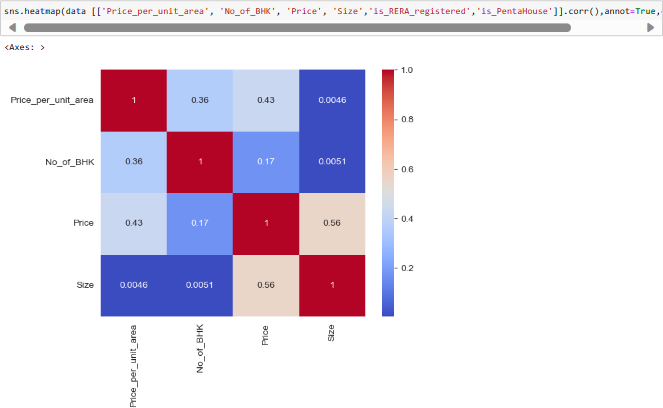 sns.heatmap(data [['Price_per_unit_area', 'No_of_BHK', 'Price', 'Size','is_RERA_registered','is_PentaHouse']].corr(),annot=True,
<Axes: >
1.0
Price_per_unit_area 1 0.36 0.43 0.0046
0.8
No_of_BHK 0.36 1 0.17 0.0051
0.6
Price 0.43 0.17 1 0.56
0.4
Size 0.0046 0.0051 0.56 1
0.2
Price_per_unit_area
No_of_BHK
Price
Size